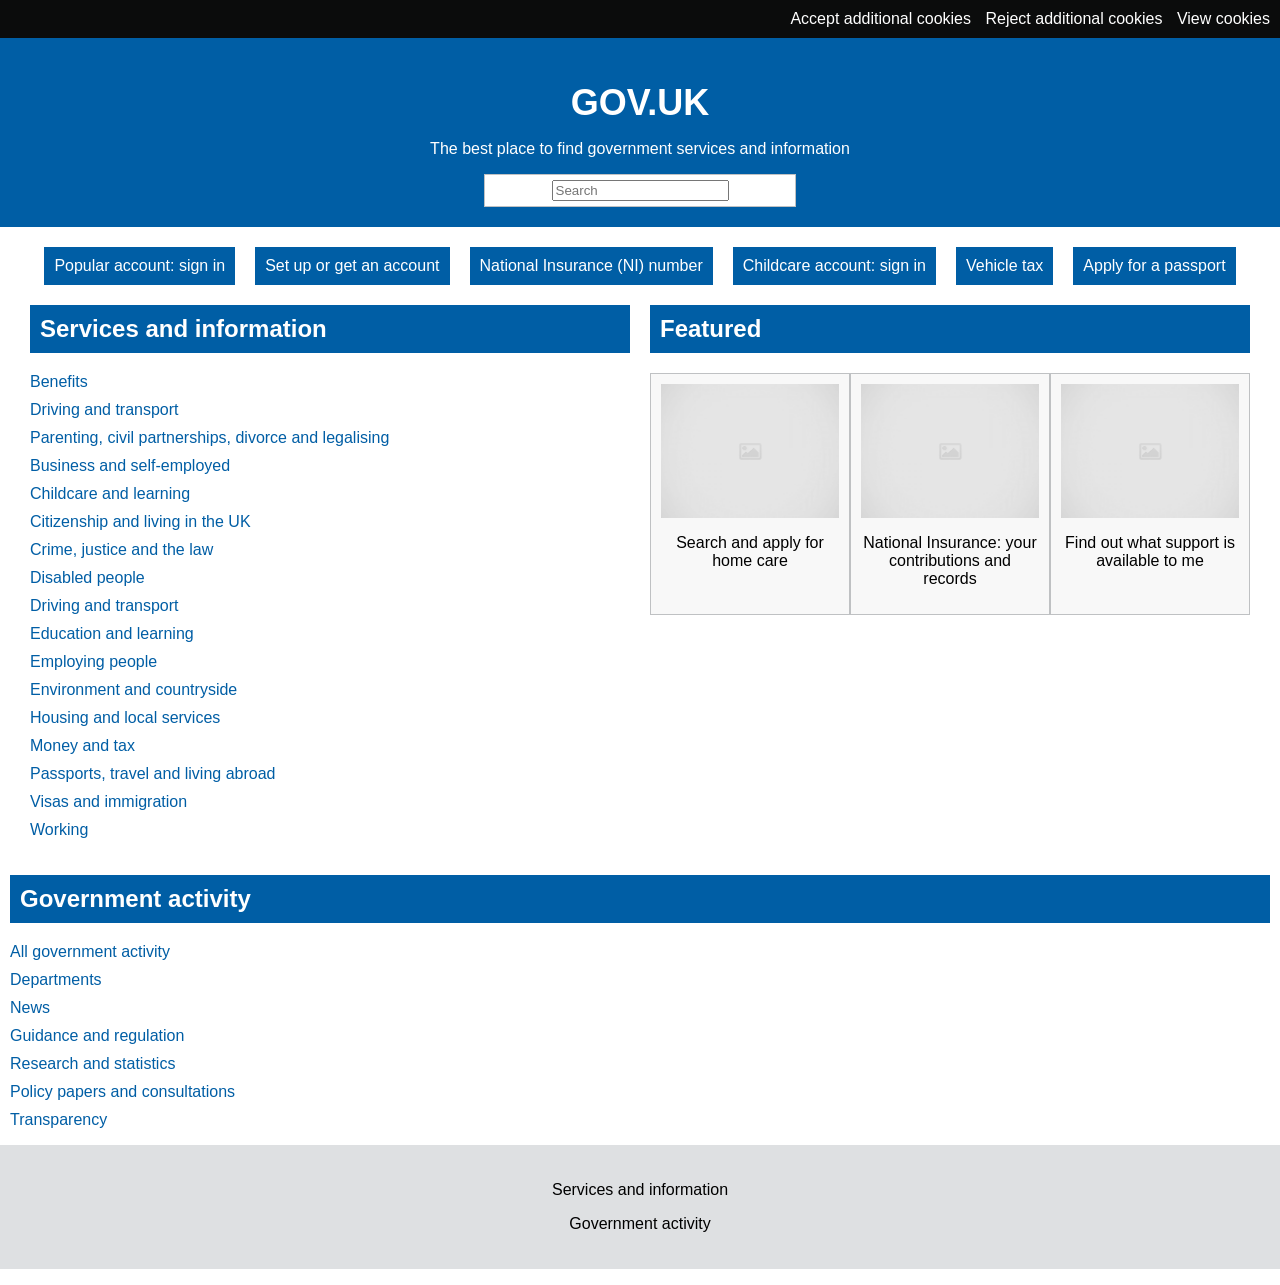 Accept additional cookies Reject additional cookies View cookies
GOV.UK
The best place to find government services and information
Search
Popular account: sign in Set up or get an account National Insurance (NI) number Childcare account: sign in Vehicle tax Apply for a passport
Services and information
Benefits
Driving and transport
Parenting, civil partnerships, divorce and legalising
Business and self-employed
Childcare and learning
Citizenship and living in the UK
Crime, justice and the law
Disabled people
Driving and transport
Education and learning
Employing people
Environment and countryside
Housing and local services
Money and tax
Passports, travel and living abroad
Visas and immigration
Working
Featured
Search and apply for
home care
National Insurance: your
contributions and
records
Find out what support is
available to me
Government activity
All government activity
Departments
News
Guidance and regulation
Research and statistics
Policy papers and consultations
Transparency
Services and information
Government activity